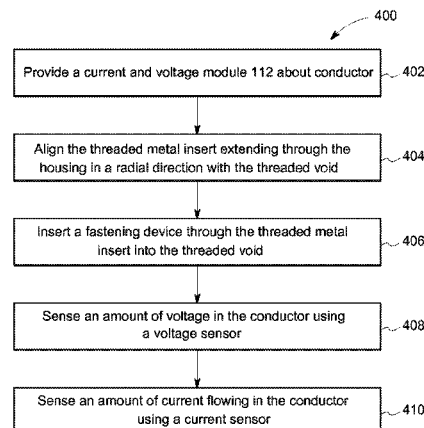 400
Provide a current and voltage module 112 about conductor
402
Align the threaded metal insert extending through the
housing in a radial direction with the threaded void
404
Insert a fastening device through the threaded metal
insert into the threaded void
406
Sense an amount of voltage in the conductor using
a voltage sensor
408
Sense an amount of current flowing in the conductor
using a current sensor
410